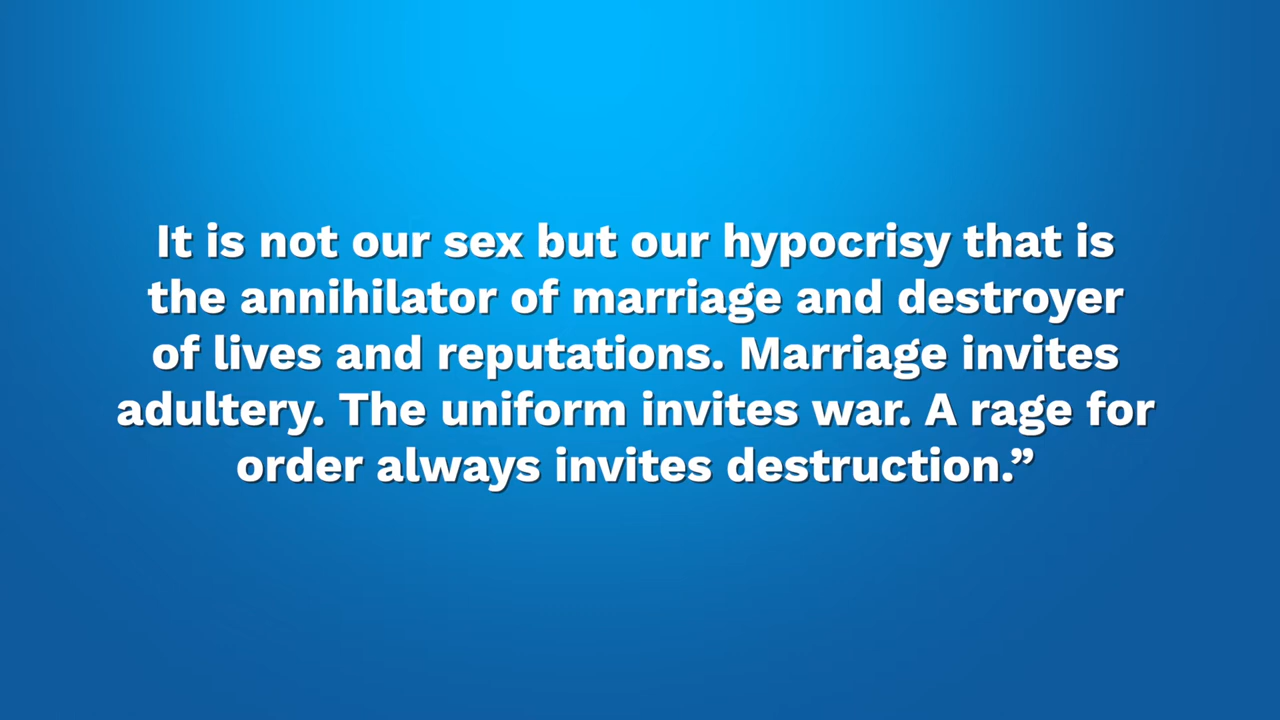 It is not our sex but our hypocrisy that is
the annihilator of marriage and destroyer
of lives and reputations. Marriage invites
adultery. The uniform invites war. A rage for
order always invites destruction.”